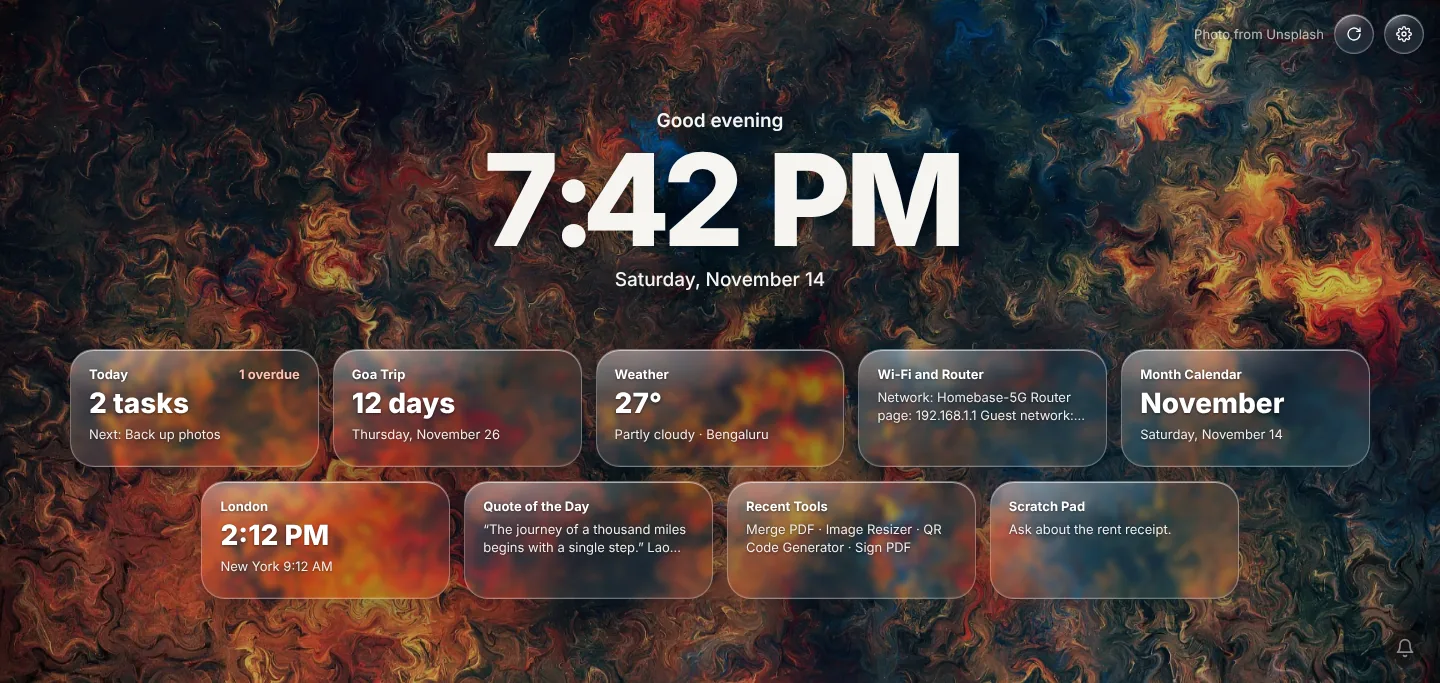 Photo from Unsplash
Good evening
7:42 PM
Saturday, November 14
Today
1 overdue
2 tasks
Next: Back up photos
Goa Trip
12 days
Thursday, November 26
Weather
27°
Partly cloudy · Bengaluru
Wi-Fi and Router
Network: Homebase-5G Router
page: 192.168.1.1 Guest network:...
Month Calendar
November
Saturday, November 14
London
2:12 PM
New York 9:12 AM
Quote of the Day
“The journey of a thousand miles
begins with a single step.” Lao...
Recent Tools
Merge PDF · Image Resizer · QR
Code Generator · Sign PDF
Scratch Pad
Ask about the rent receipt.